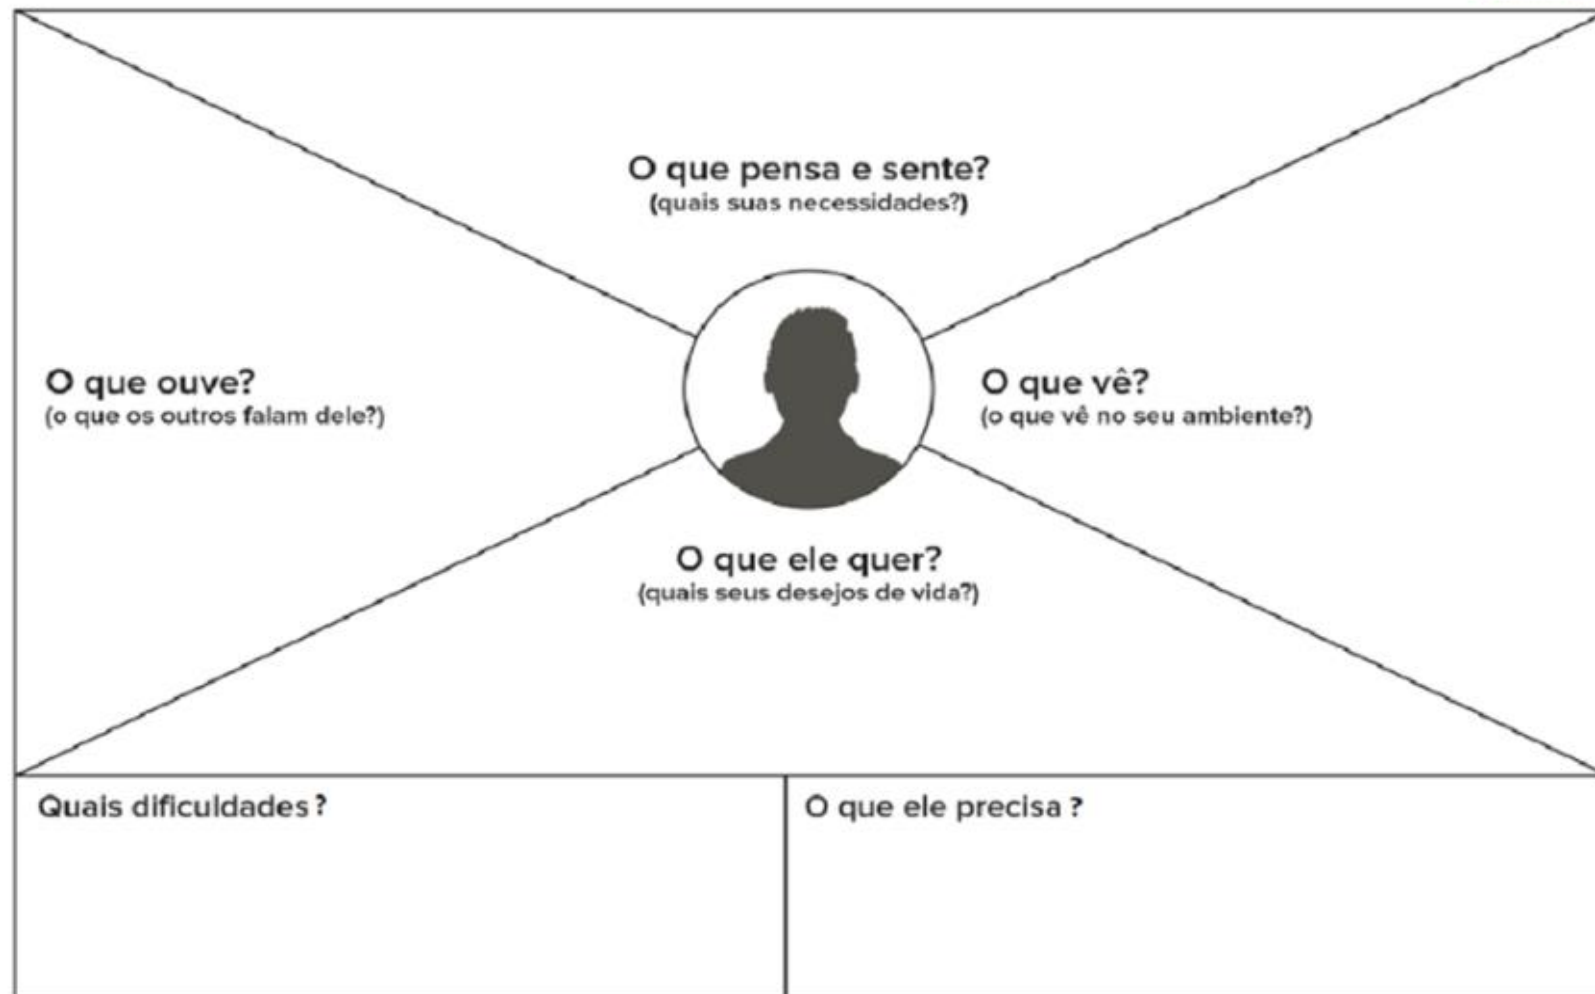 O que pensa e sente?
(quais suas necessidades?)
O que ouve?
(o que os outros falam dele?)
O que vê?
(o que vê no seu ambiente?)
O que ele quer?
(quais seus desejos de vida?)
Quais dificuldades ?
O que ele precisa ?